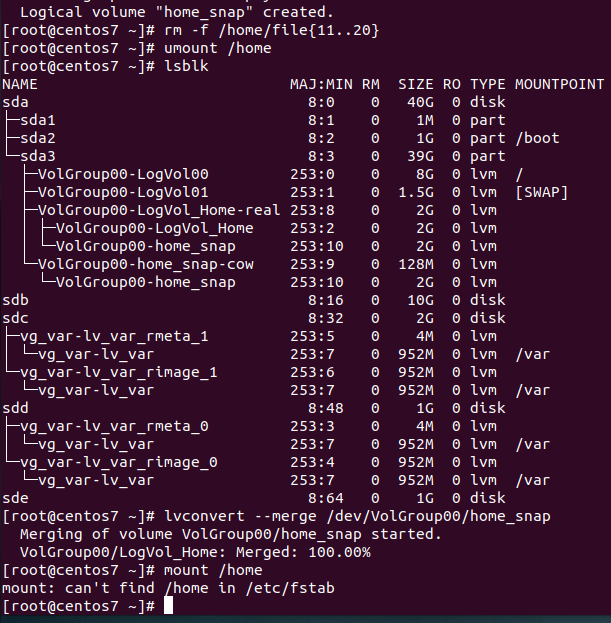 Logical volume "home_snap" created.
[root@centos7 ~]# rm -f /home/file{11..20}
[root@centos7 ~]# umount /home
[root@centos7 ~]# lsblk
NAME                            MAJ:MIN RM  SIZE RO TYPE MOUNTPOINT
sda                               8:0    0   40G  0 disk
├─sda1                            8:1    0    1M  0 part
├─sda2                            8:2    0    1G  0 part /boot
└─sda3                            8:3    0   39G  0 part
  ├─VolGroup00-LogVol00         253:0    0    8G  0 lvm  /
  ├─VolGroup00-LogVol01         253:1    0  1.5G  0 lvm  [SWAP]
  ├─VolGroup00-LogVol_Home-real 253:8    0    2G  0 lvm
  │ ├─VolGroup00-LogVol_Home    253:2    0    2G  0 lvm
  │ └─VolGroup00-home_snap      253:10   0    2G  0 lvm
  └─VolGroup00-home_snap-cow    253:9    0  128M  0 lvm
    └─VolGroup00-home_snap      253:10   0    2G  0 lvm
sdb                               8:16   0   10G  0 disk
sdc                               8:32   0    2G  0 disk
├─vg_var-lv_var_rmeta_1         253:5    0    4M  0 lvm
│ └─vg_var-lv_var               253:7    0  952M  0 lvm  /var
└─vg_var-lv_var_rimage_1        253:6    0  952M  0 lvm
  └─vg_var-lv_var               253:7    0  952M  0 lvm  /var
sdd                               8:48   0    1G  0 disk
├─vg_var-lv_var_rmeta_0         253:3    0    4M  0 lvm
│ └─vg_var-lv_var               253:7    0  952M  0 lvm  /var
└─vg_var-lv_var_rimage_0        253:4    0  952M  0 lvm
  └─vg_var-lv_var               253:7    0  952M  0 lvm  /var
sde                               8:64   0    1G  0 disk
[root@centos7 ~]# lvconvert --merge /dev/VolGroup00/home_snap
  Merging of volume VolGroup00/home_snap started.
  VolGroup00/LogVol_Home: Merged: 100.00%
[root@centos7 ~]# mount /home
mount: can't find /home in /etc/fstab
[root@centos7 ~]#